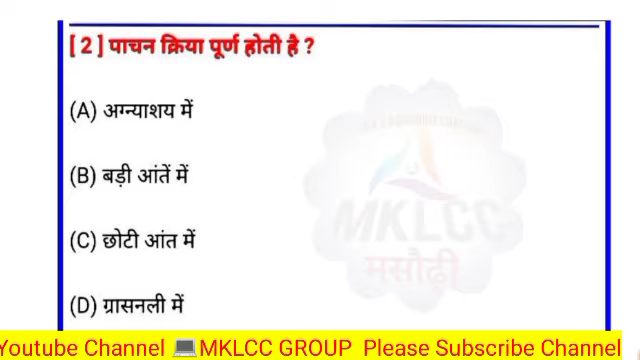 [ 2 ] पाचन क्रिया पूर्ण होती है ?
(A) अग्न्याशय में
(B) बड़ी आंतें में
(C) छोटी आंत में
(D) ग्रासनली में
MKLCC
मसौढ़ी
Youtube Channel 💻MKLCC GROUP Please Subscribe Channel